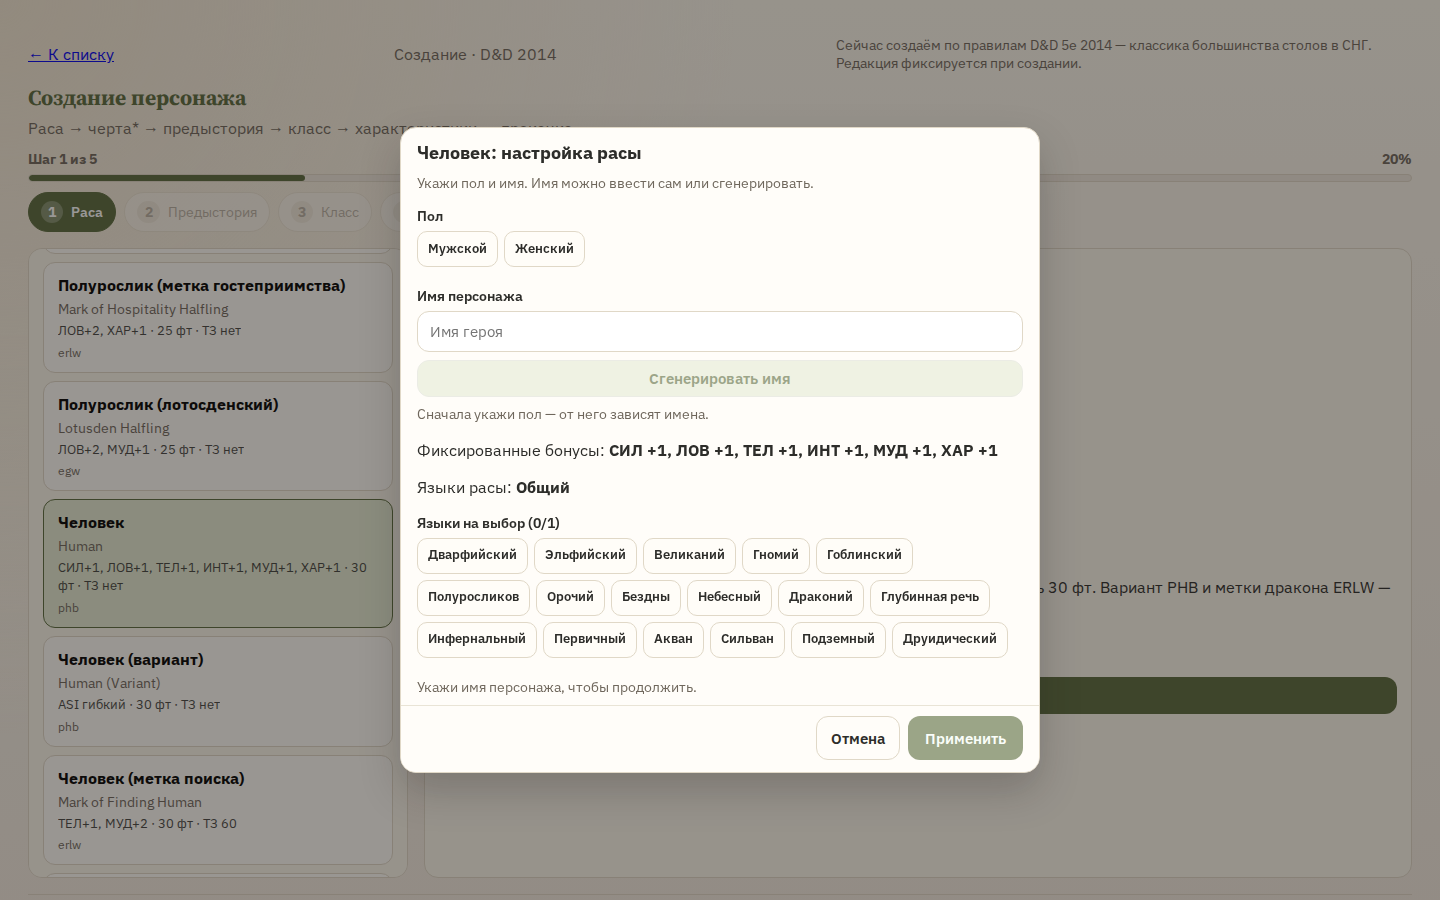 ← К списку
Создание · D&D 2014
Сейчас создаём по правилам D&D 5e 2014 — классика большинства столов в СНГ.
Редакция фиксируется при создании.
Создание персонажа
Раса → черта* → предыстория → класс →
Шаг 1 из 5
20%
1 Раса
2 Предыстория
3 Класс
Полурослик (метка гостеприимства)
Mark of Hospitality Halfling
ЛОВ+2, ХАР+1 · 25 фт · ТЗ нет
erlw
Полурослик (лотосденский)
Lotusden Halfling
ЛОВ+2, МУД+1 · 25 фт · ТЗ нет
egw
Человек
Human
СИЛ+1, ЛОВ+1, ТЕЛ+1, ИНТ+1, МУД+1, ХАР+1 · 30
фт · ТЗ нет
phb
Человек (вариант)
Human (Variant)
ASI гибкий · 30 фт · ТЗ нет
phb
Человек (метка поиска)
Mark of Finding Human
ТЕЛ+1, МУД+2 · 30 фт · ТЗ 60
erlw
Человек: настройка расы
Укажи пол и имя. Имя можно ввести сам или сгенерировать.
Пол
Мужской
Женский
Имя персонажа
Имя героя
Сгенерировать имя
Сначала укажи пол — от него зависят имена.
Фиксированные бонусы: СИЛ +1, ЛОВ +1, ТЕЛ +1, ИНТ +1, МУД +1, ХАР +1
Языки расы: Общий
Языки на выбор (0/1)
Дварфийский
Эльфийский
Великаний
Гномий
Гоблинский
Полуросликов
Орочий
Бездны
Небесный
Драконий
Глубинная речь
Инфернальный
Первичный
Акван
Сильван
Подземный
Друидический
Укажи имя персонажа, чтобы продолжить.
Отмена
Применить
30 фт. Вариант PHB и метки дракона ERLW —